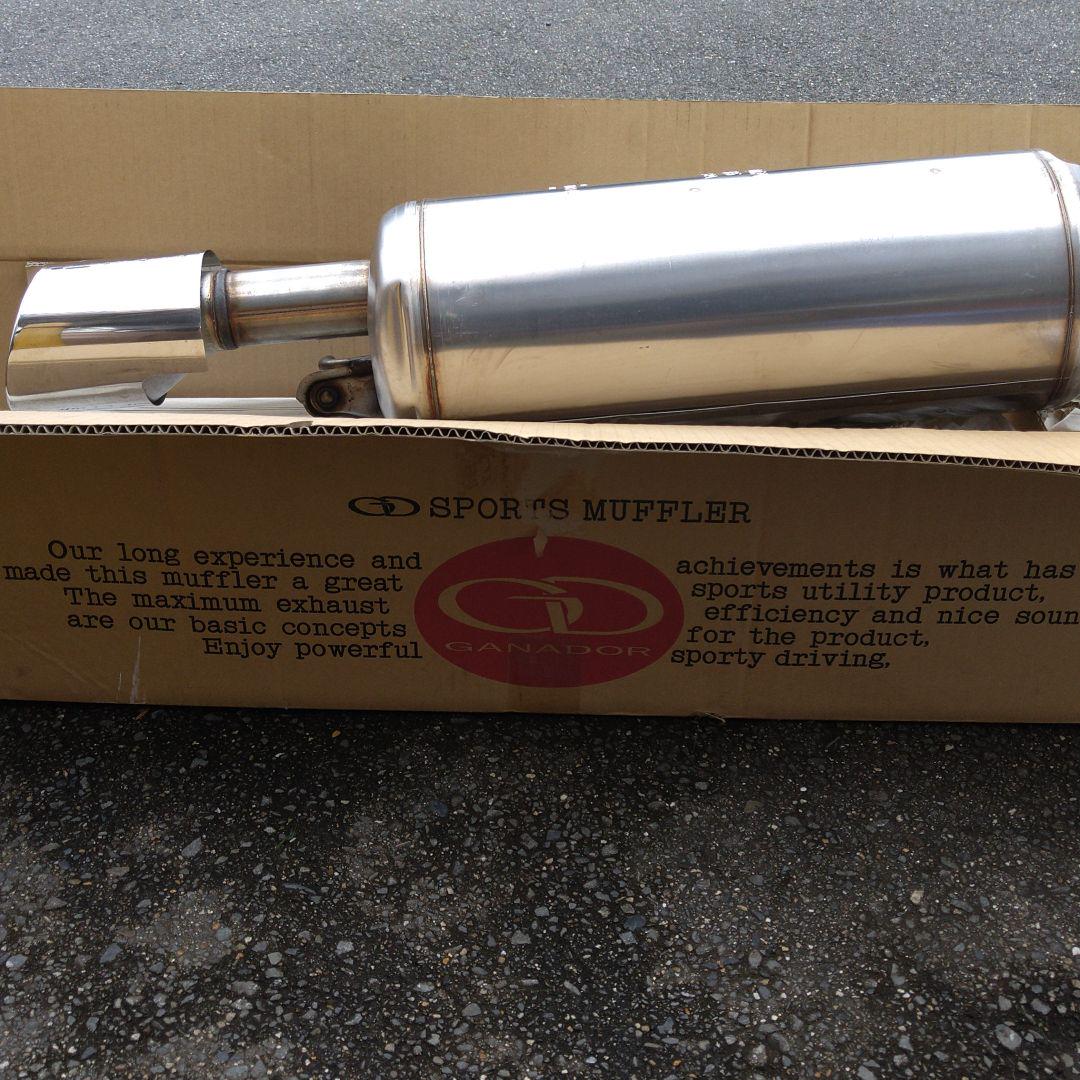 GD SPORTS MUFFLER
Our long experience and achievements is what has
made this muffler a great sports utility product,
The maximum exhaust efficiency and nice soun
are our basic concepts for the product,
Enjoy powerful sporty driving,
GD
GANADOR